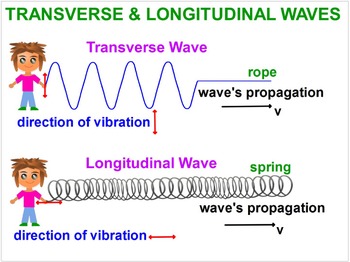 TRANSVERSE & LONGITUDINAL WAVES
Transverse Wave
rope
wave's propagation
v
direction of vibration
Longitudinal Wave
spring
wave's propagation
v
direction of vibration